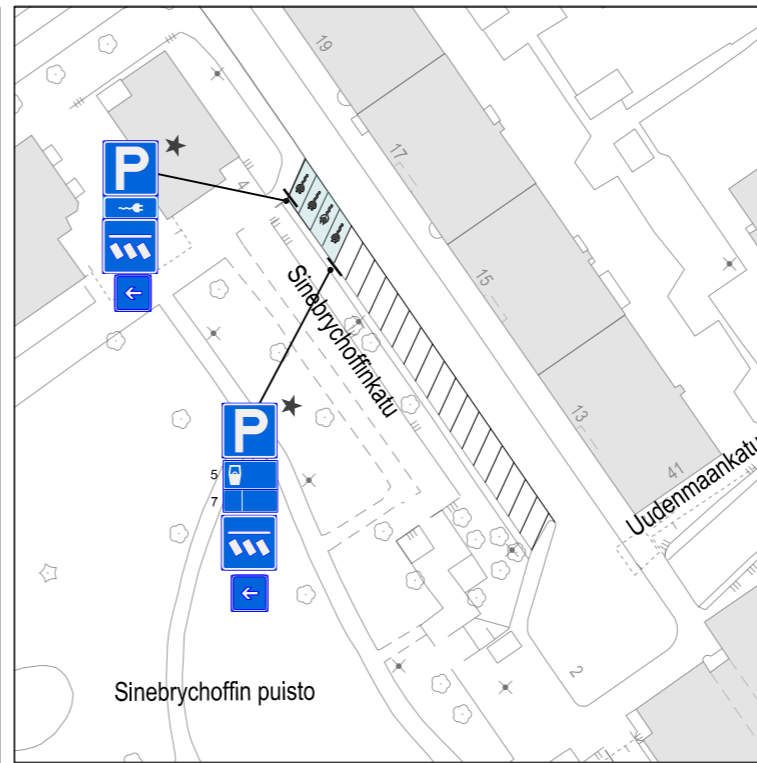 19
17
P
4
15
Sinebrychoffinkatu
13
P
5
7
41
Uudenmaankatu
2
Sinebrychoffin puisto